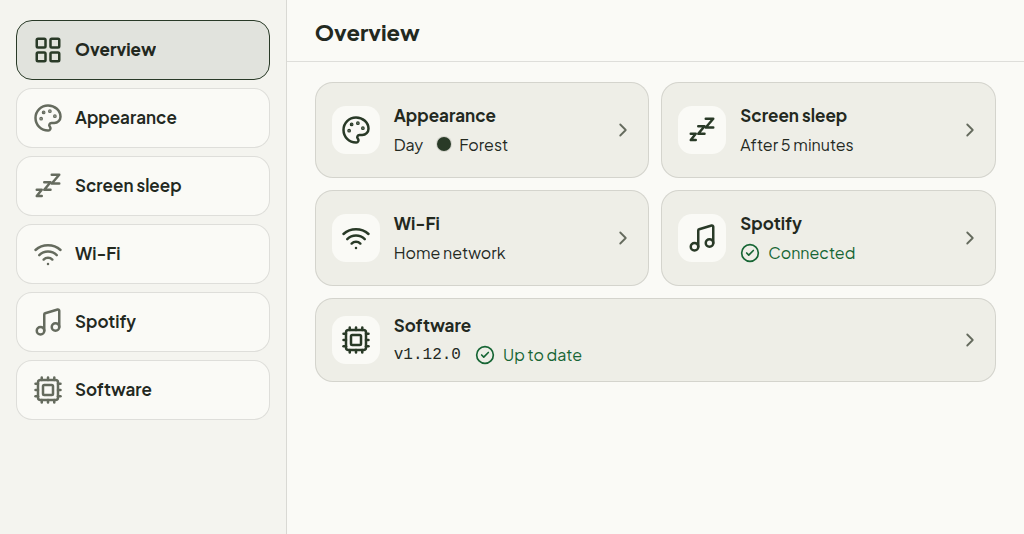 Overview
Appearance
Screen sleep
Wi-Fi
Spotify
Software
Overview
Appearance
Day Forest
Screen sleep
After 5 minutes
Wi-Fi
Home network
Spotify
Connected
Software
v1.12.0 Up to date